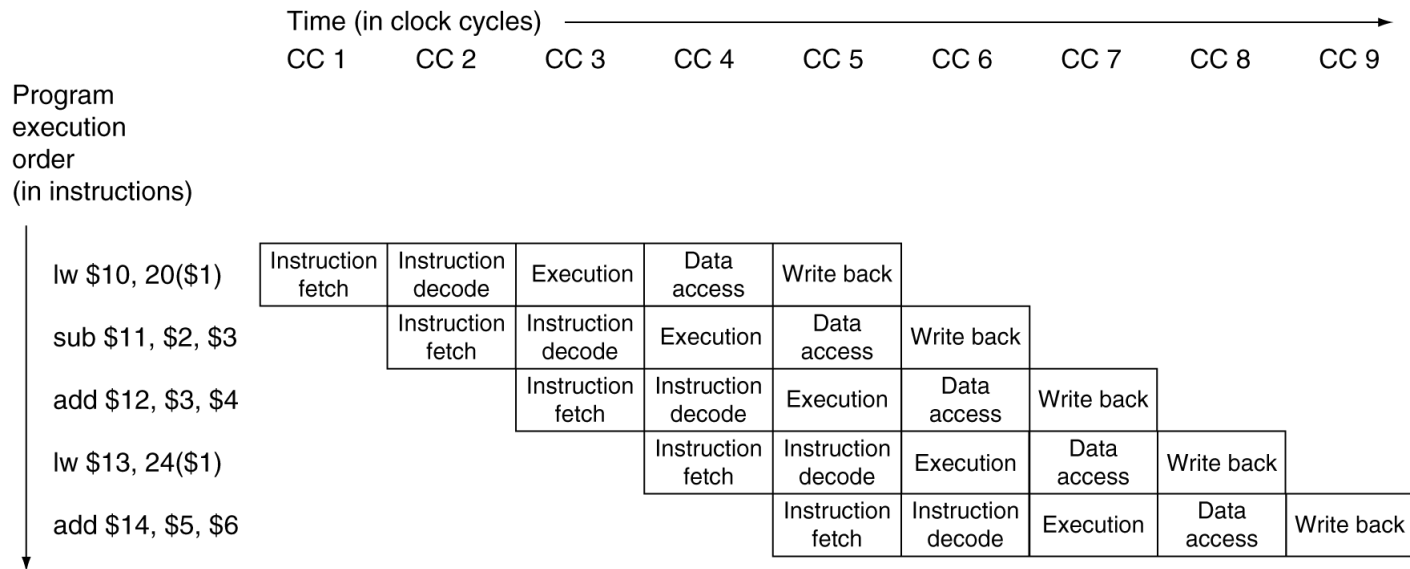 Time (in clock cycles)
CC 1 CC 2 CC 3 CC 4 CC 5 CC 6 CC 7 CC 8 CC 9
Program
execution
order
(in instructions)
lw $10, 20($1)
Instruction
fetch
Instruction
decode
Execution
Data
access
Write back
sub $11, $2, $3
Instruction
fetch
Instruction
decode
Execution
Data
access
Write back
add $12, $3, $4
Instruction
fetch
Instruction
decode
Execution
Data
access
Write back
lw $13, 24($1)
Instruction
fetch
Instruction
decode
Execution
Data
access
Write back
add $14, $5, $6
Instruction
fetch
Instruction
decode
Execution
Data
access
Write back